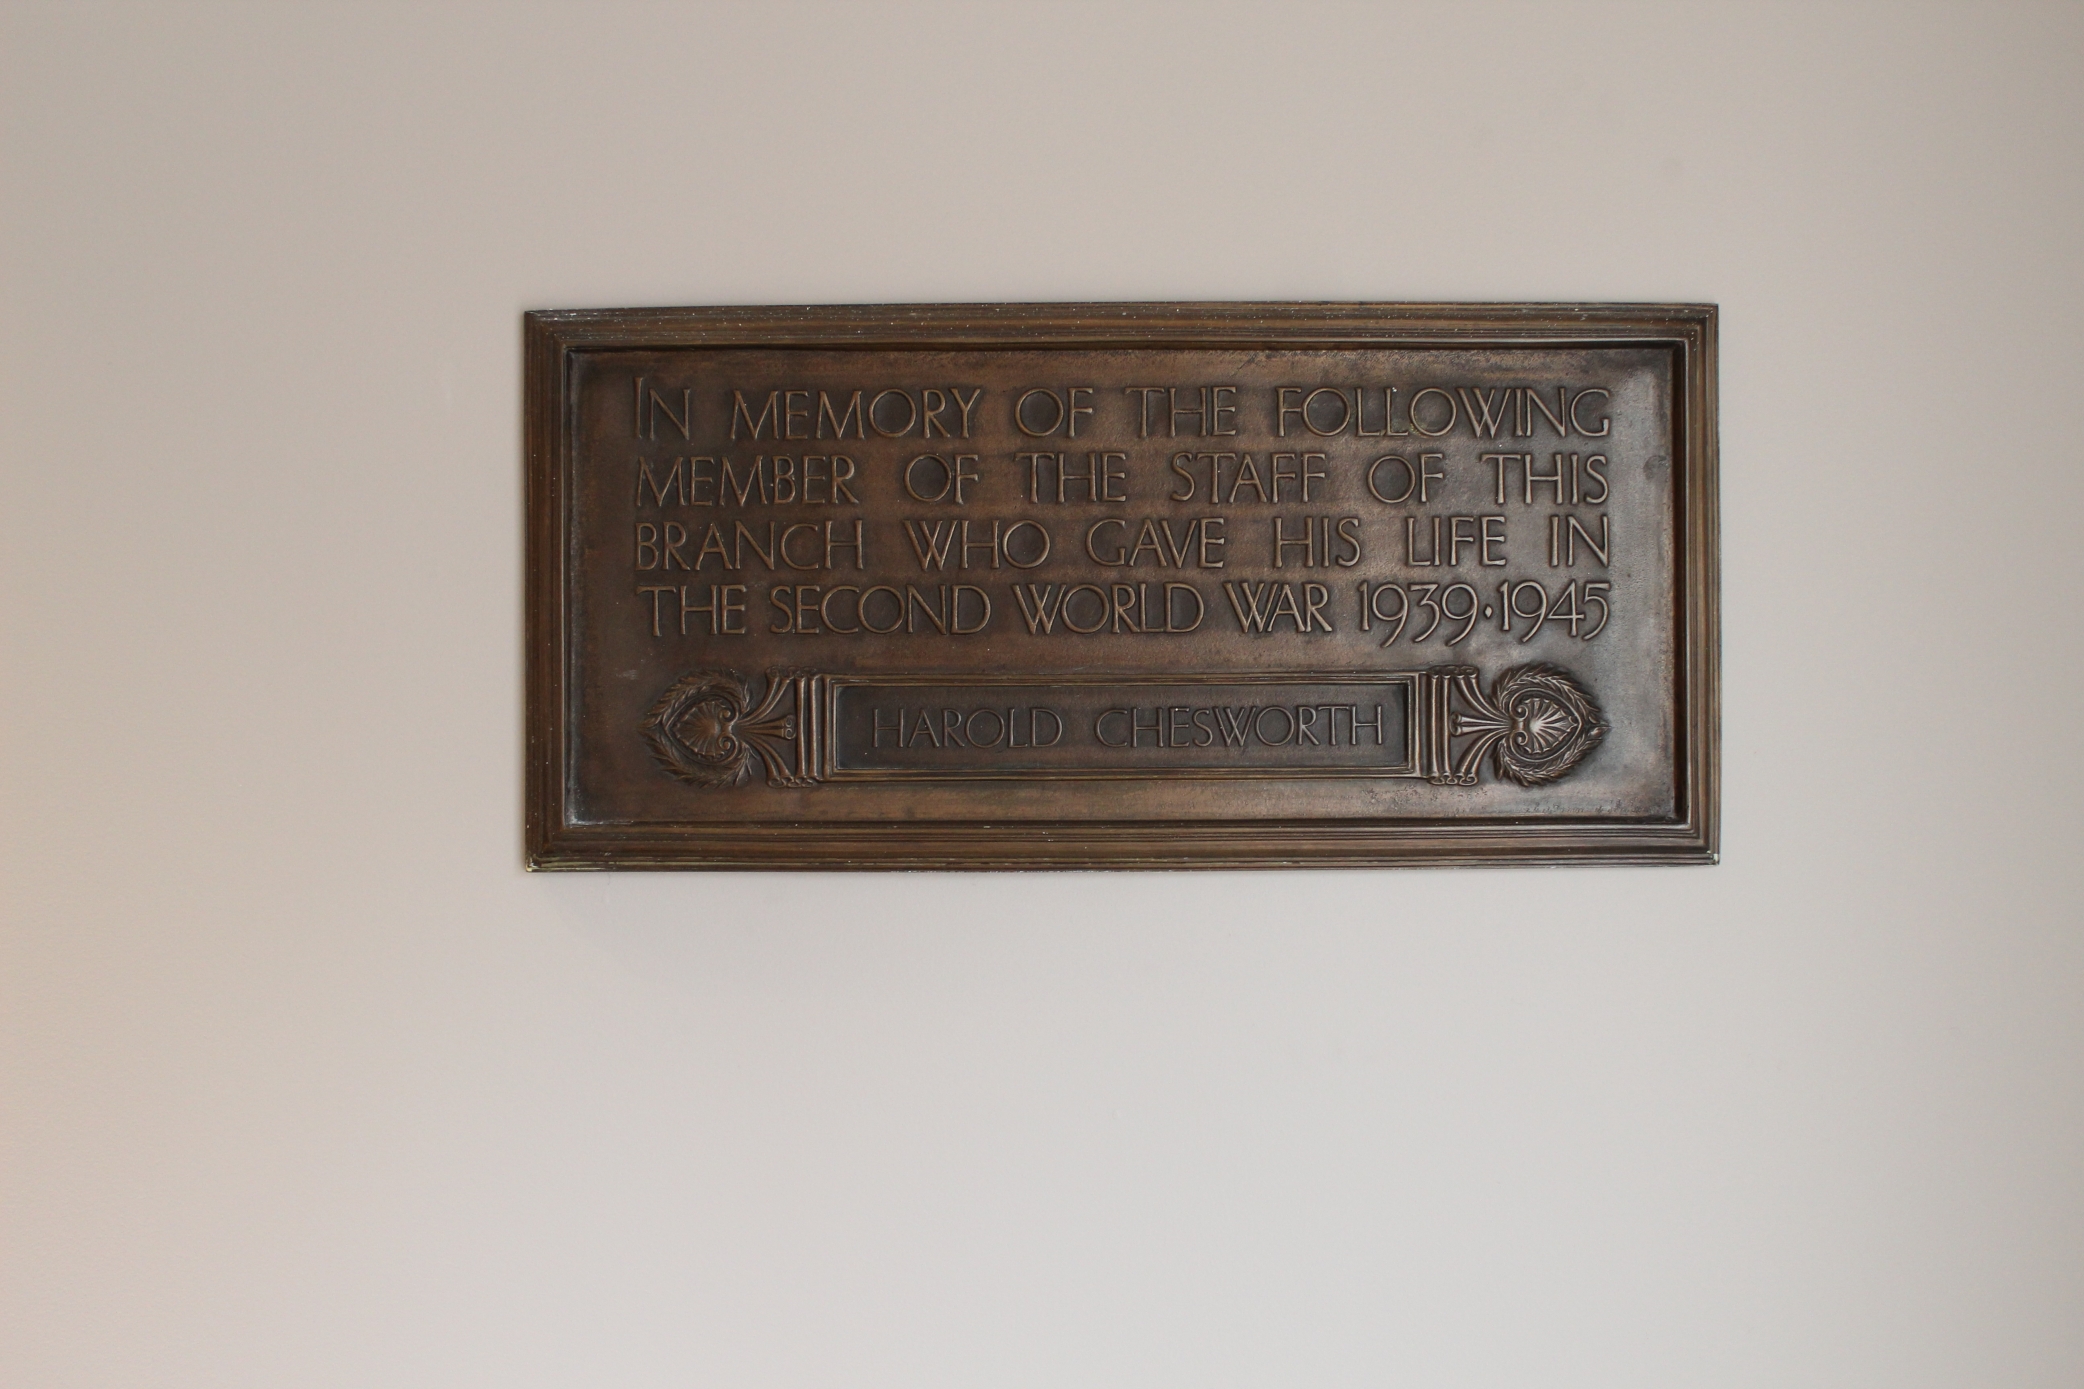 IN MEMORY OF THE FOLLOWING
MEMBER OF THE STAFF OF THIS
BRANCH WHO GAVE HIS LIFE IN
THE SECOND WORLD WAR 1939·1945
HAROLD CHESWORTH